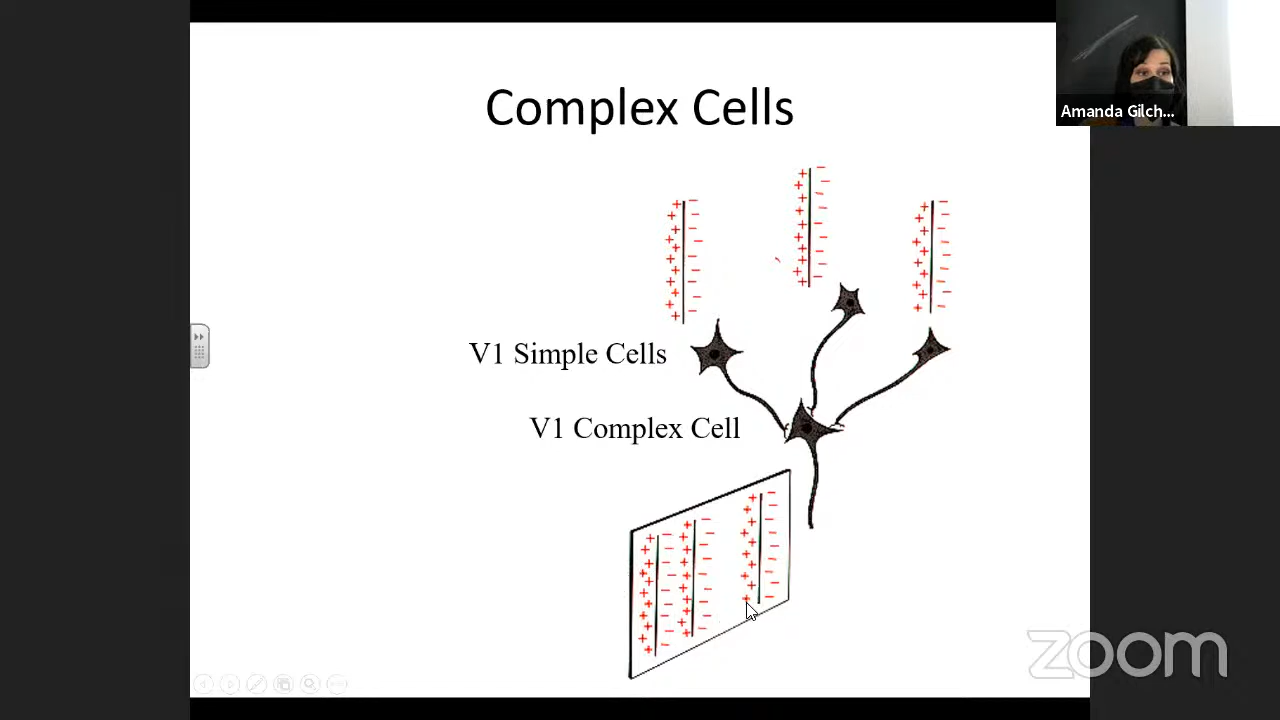 Complex Cells
Amanda Gilch...
V1 Simple Cells
V1 Complex Cell
zoom